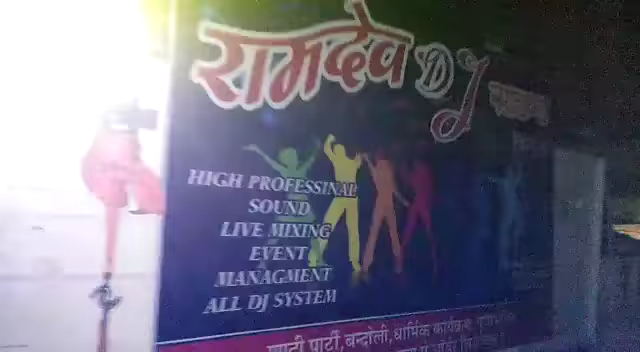 रामदेव DJ
HIGH PROFESSINAL
SOUND
LIVE MIXING
EVENT
MANAGMENT
ALL DJ SYSTEM
पार्टी, बन्दोली, धार्मिक कार्यक्रम